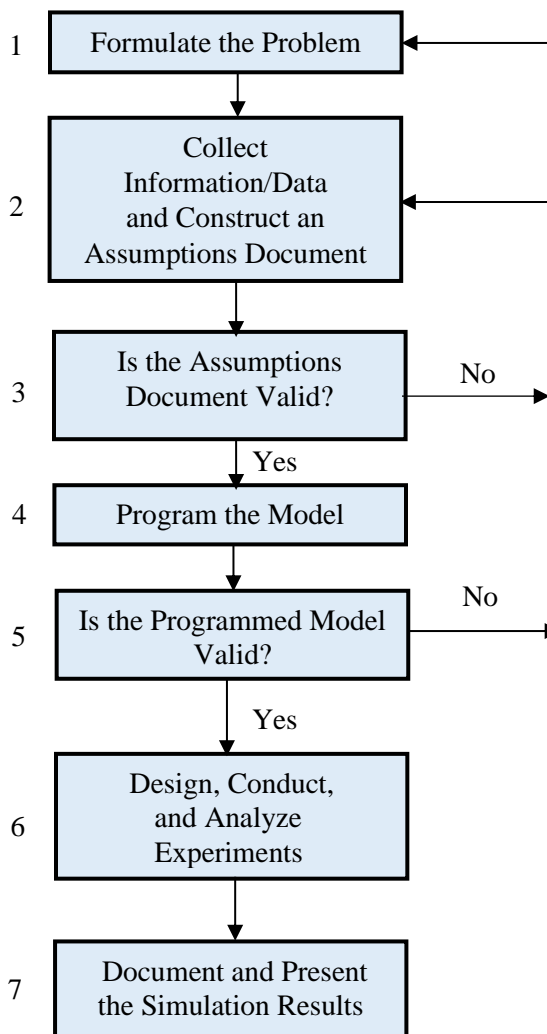 1
Formulate the Problem
2
Collect
Information/Data
and Construct an
Assumptions Document
3
Is the Assumptions
Document Valid?
No
Yes
4
Program the Model
5
Is the Programmed Model
Valid?
No
Yes
6
Design, Conduct,
and Analyze
Experiments
7
Document and Present
the Simulation Results